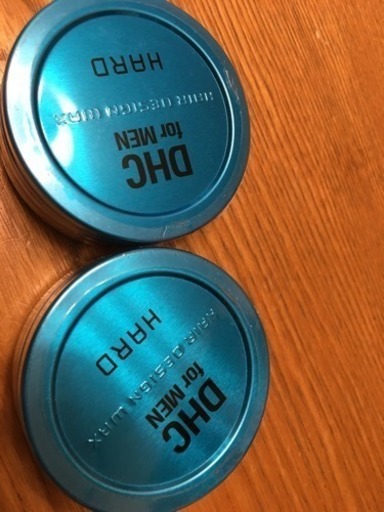 DHC
for MEN
HAIR DESIGN WAX
HARD
DHC
for MEN
HAIR DESIGN WAX
HARD